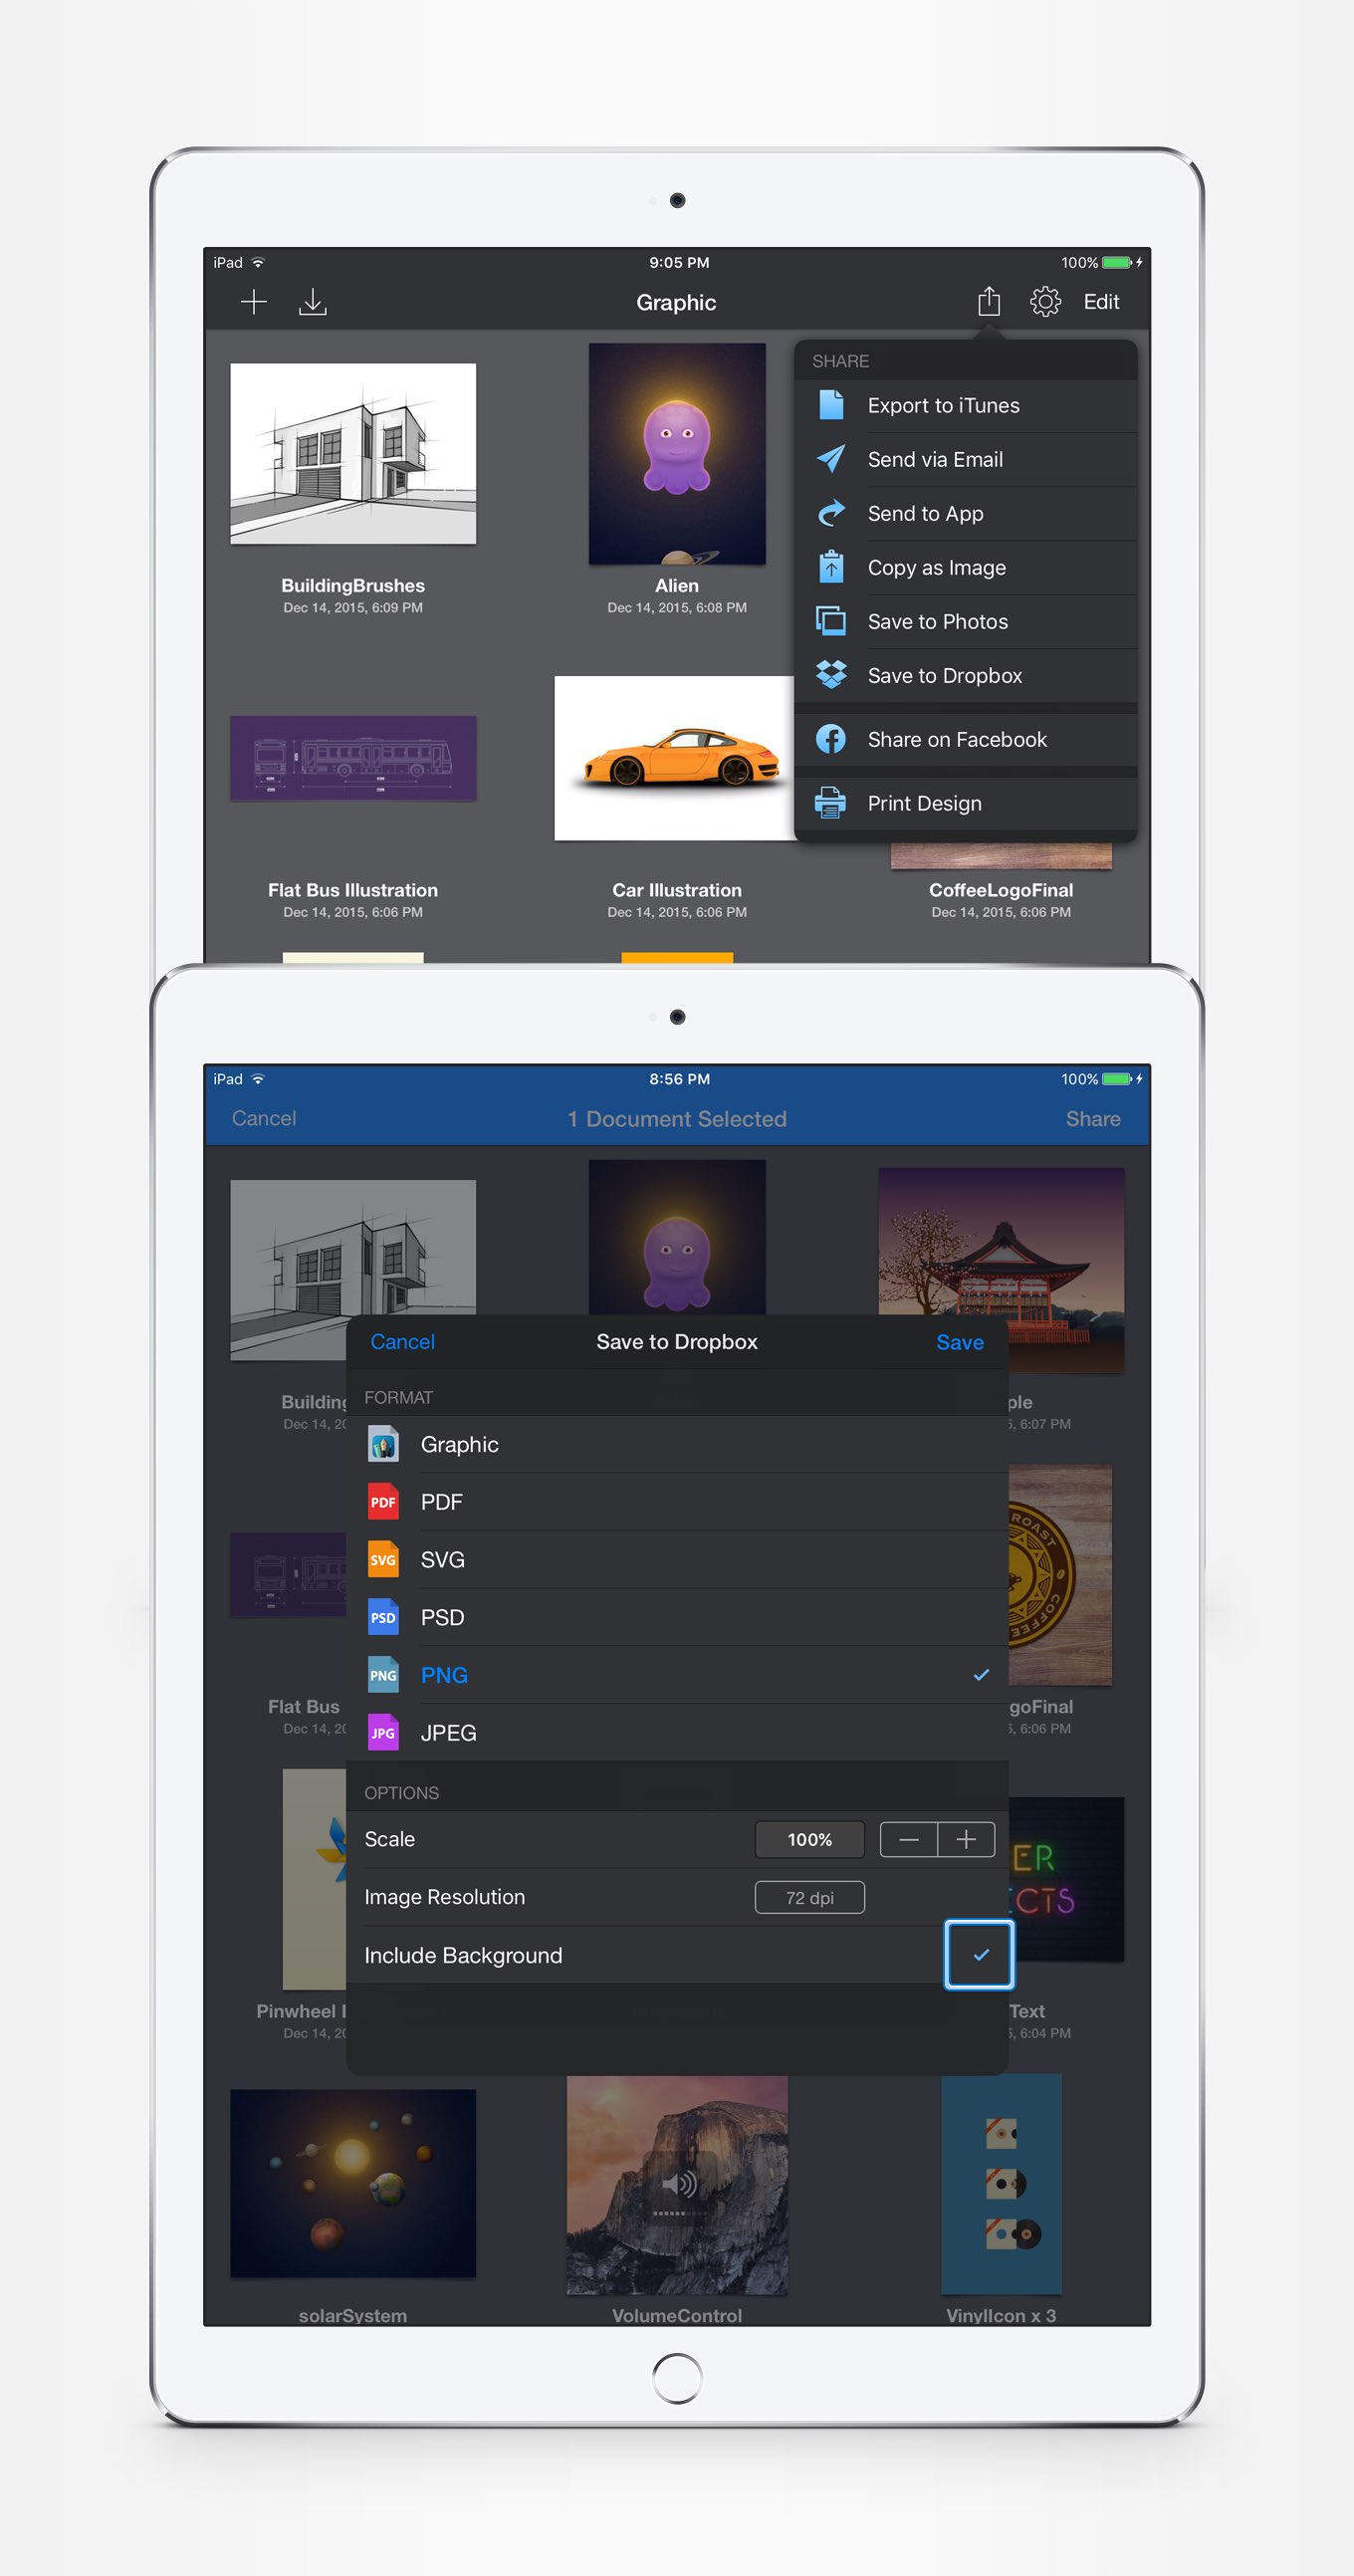 iPad 9:05 PM 100%
Graphic Edit
SHARE
Export to iTunes
Send via Email
Send to App
Copy as Image
Save to Photos
Save to Dropbox
Share on Facebook
Print Design
BuildingBrushes
Dec 14, 2015, 6:09 PM
Alien
Dec 14, 2015, 6:08 PM
Flat Bus Illustration
Dec 14, 2015, 6:06 PM
Car Illustration
Dec 14, 2015, 6:06 PM
CoffeeLogoFinal
Dec 14, 2015, 6:06 PM
iPad 8:56 PM 100%
Cancel 1 Document Selected Share
Building
Dec 14, 20
ple
5, 6:07 PM
Flat Bus
Dec 14, 20
ROAST
COFFEE
goFinal
5, 6:06 PM
Pinwheel I
Dec 14, 20
ER
ECTS
Text
5, 6:04 PM
Cancel Save to Dropbox Save
FORMAT
Graphic
PDF PDF
SVG SVG
PSD PSD
PNG PNG
JPG JPEG
OPTIONS
Scale 100%
Image Resolution 72 dpi
Include Background
solarSystem
VolumeControl
VinylIcon x 3